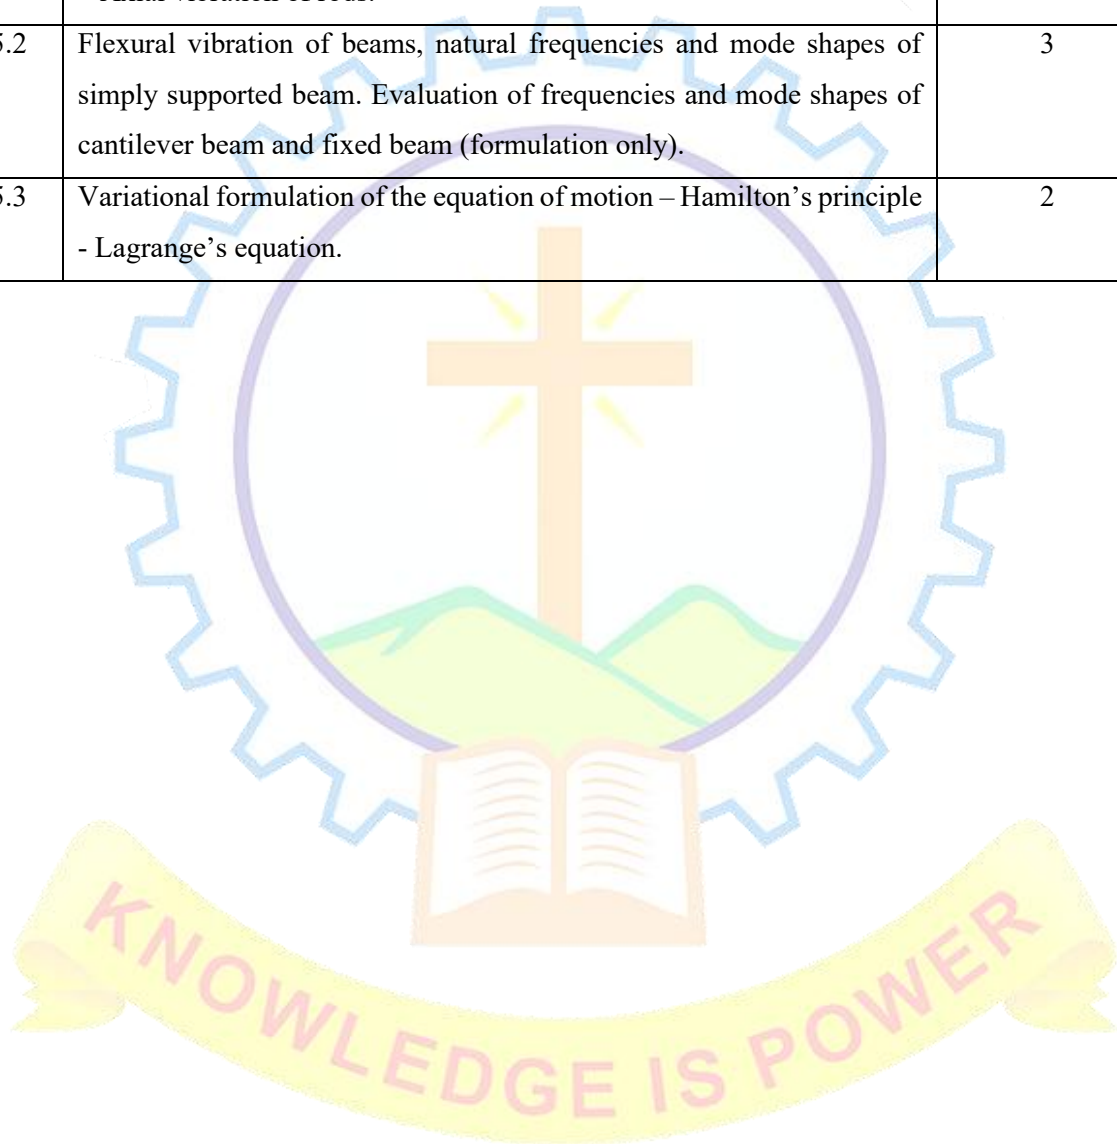 5.2 Flexural vibration of beams, natural frequencies and mode shapes of 3
simply supported beam. Evaluation of frequencies and mode shapes of
cantilever beam and fixed beam (formulation only).
5.3 Variational formulation of the equation of motion – Hamilton’s principle 2
- Lagrange’s equation.
KNOWLEDGE IS POWER